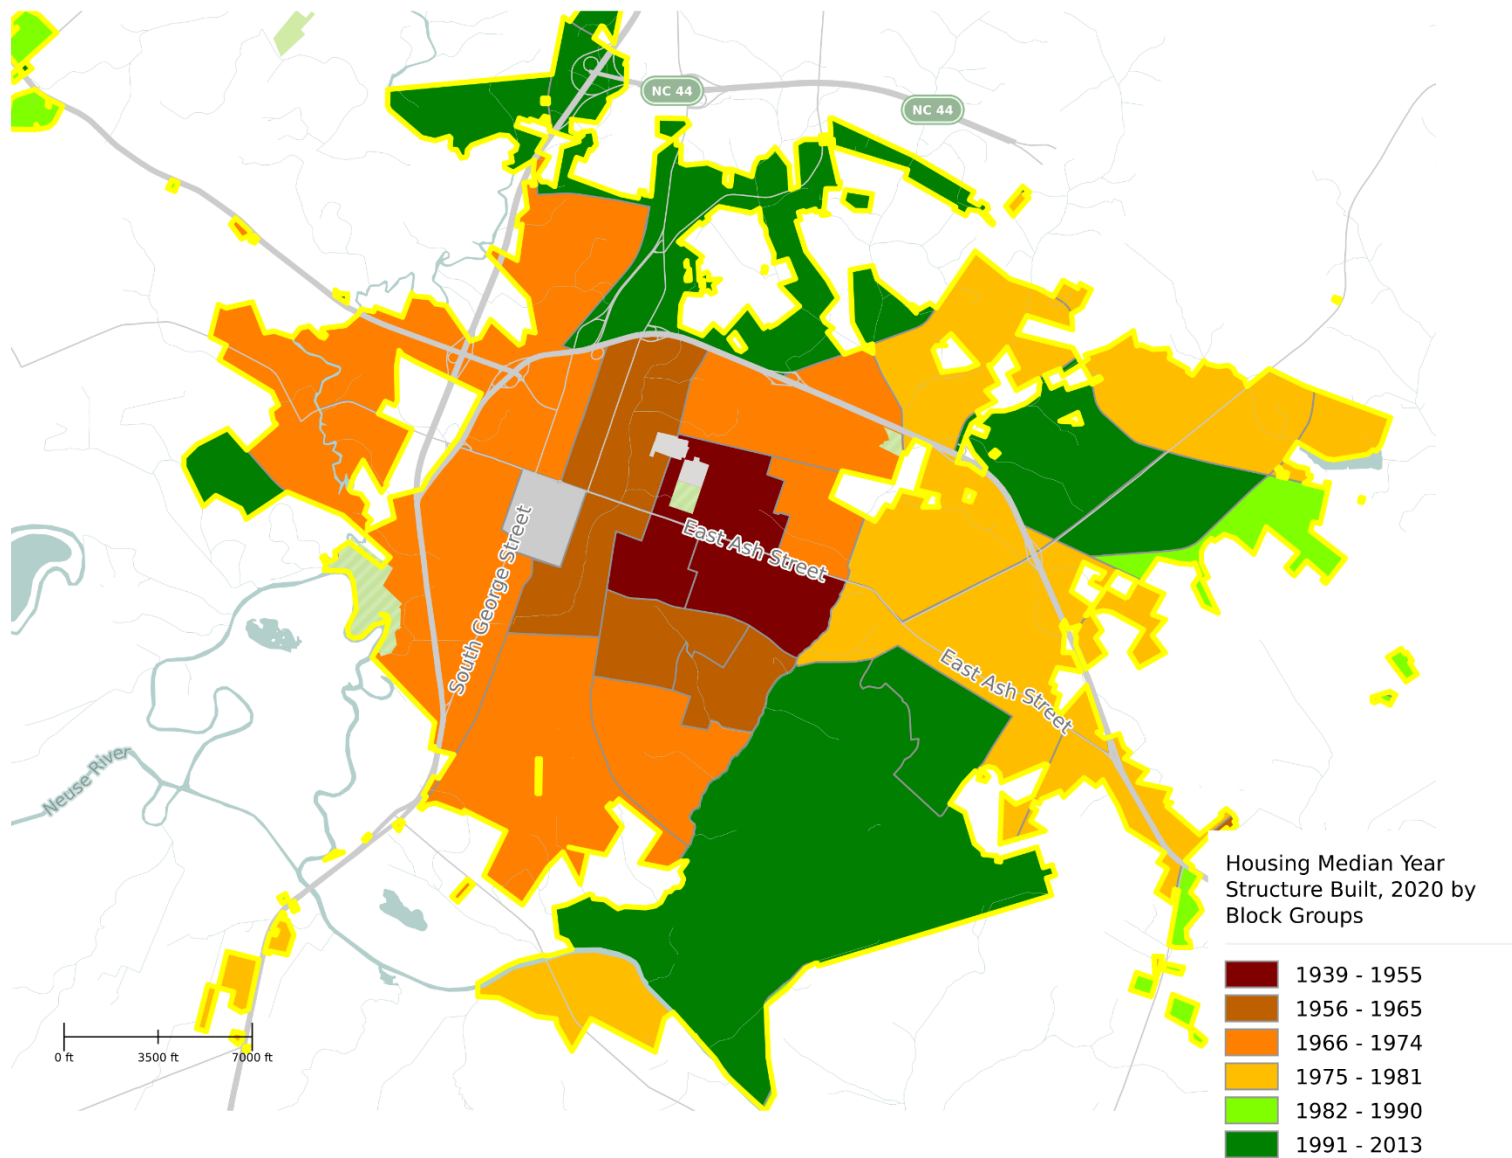 NC 44
NC 44
East Ash Street
South George Street
East Ash Street
Neuse River
Housing Median Year
Structure Built, 2020 by
Block Groups
1939 - 1955
1956 - 1965
1966 - 1974
1975 - 1981
1982 - 1990
1991 - 2013
0 ft 3500 ft 7000 ft